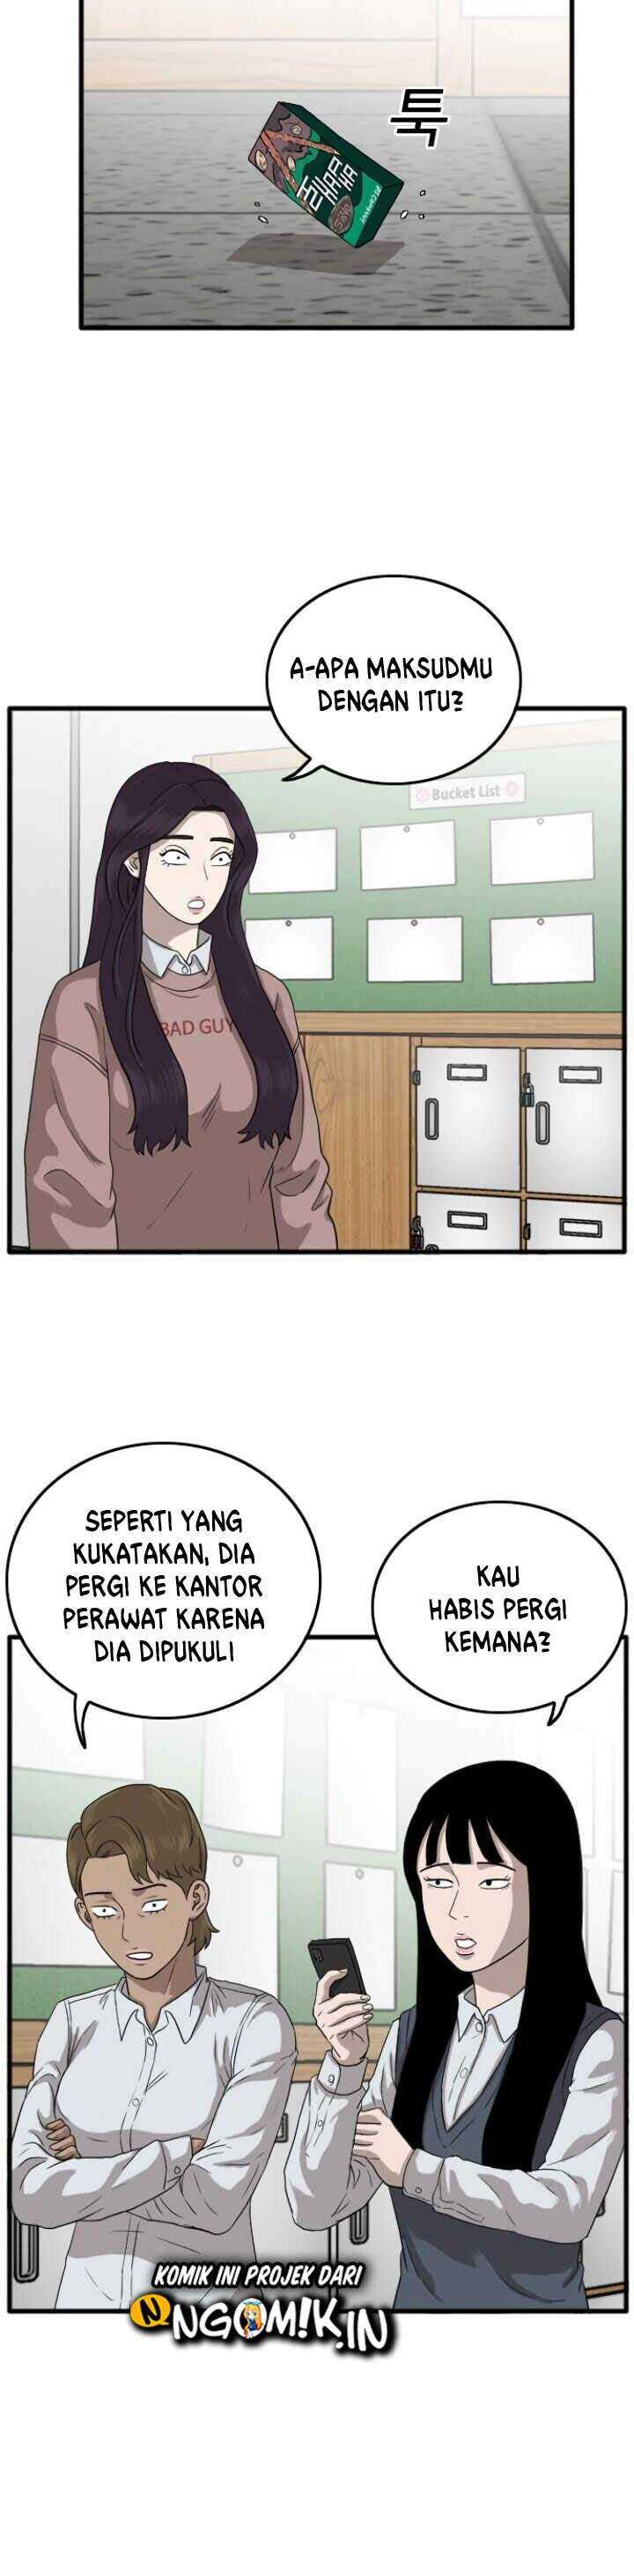 툭
A-APA MAKSUDMU
DENGAN ITU?
Bucket List
BAD GUY
SEPERTI YANG
KUKATAKAN, DIA
PERGI KE KANTOR
PERAWAT KARENA
DIA DIPUKULI
KAU
HABIS PERGI
KEMANA?
KOMIK INI PROJEK DARI
NGOMIK.IN